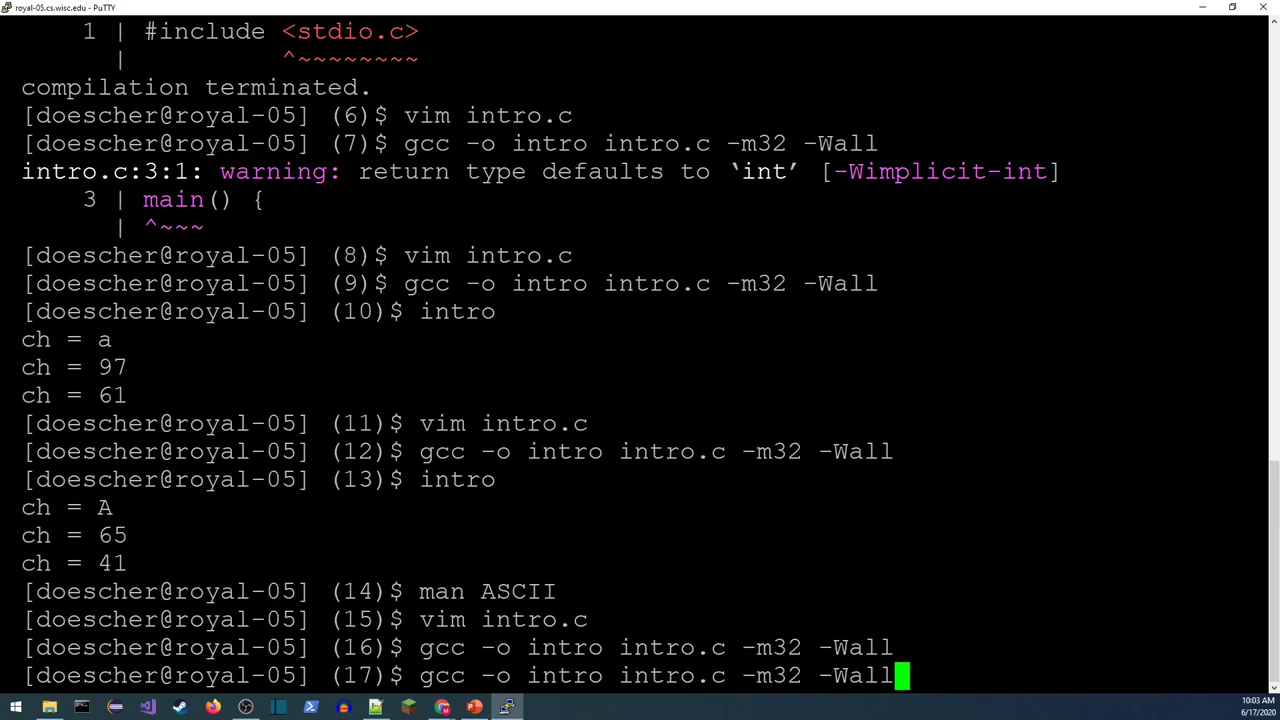 royal-05.cs.wisc.edu - PuTTY
1 | #include <stdio.c>
| ^~~~~~~~~
compilation terminated.
[doescher@royal-05] (6)$ vim intro.c
[doescher@royal-05] (7)$ gcc -o intro intro.c -m32 -Wall
intro.c:3:1: warning: return type defaults to ‘int’ [-Wimplicit-int]
3 | main() {
| ^~~~
[doescher@royal-05] (8)$ vim intro.c
[doescher@royal-05] (9)$ gcc -o intro intro.c -m32 -Wall
[doescher@royal-05] (10)$ intro
ch = a
ch = 97
ch = 61
[doescher@royal-05] (11)$ vim intro.c
[doescher@royal-05] (12)$ gcc -o intro intro.c -m32 -Wall
[doescher@royal-05] (13)$ intro
ch = A
ch = 65
ch = 41
[doescher@royal-05] (14)$ man ASCII
[doescher@royal-05] (15)$ vim intro.c
[doescher@royal-05] (16)$ gcc -o intro intro.c -m32 -Wall
[doescher@royal-05] (17)$ gcc -o intro intro.c -m32 -Wall
10:03 AM
6/17/2020